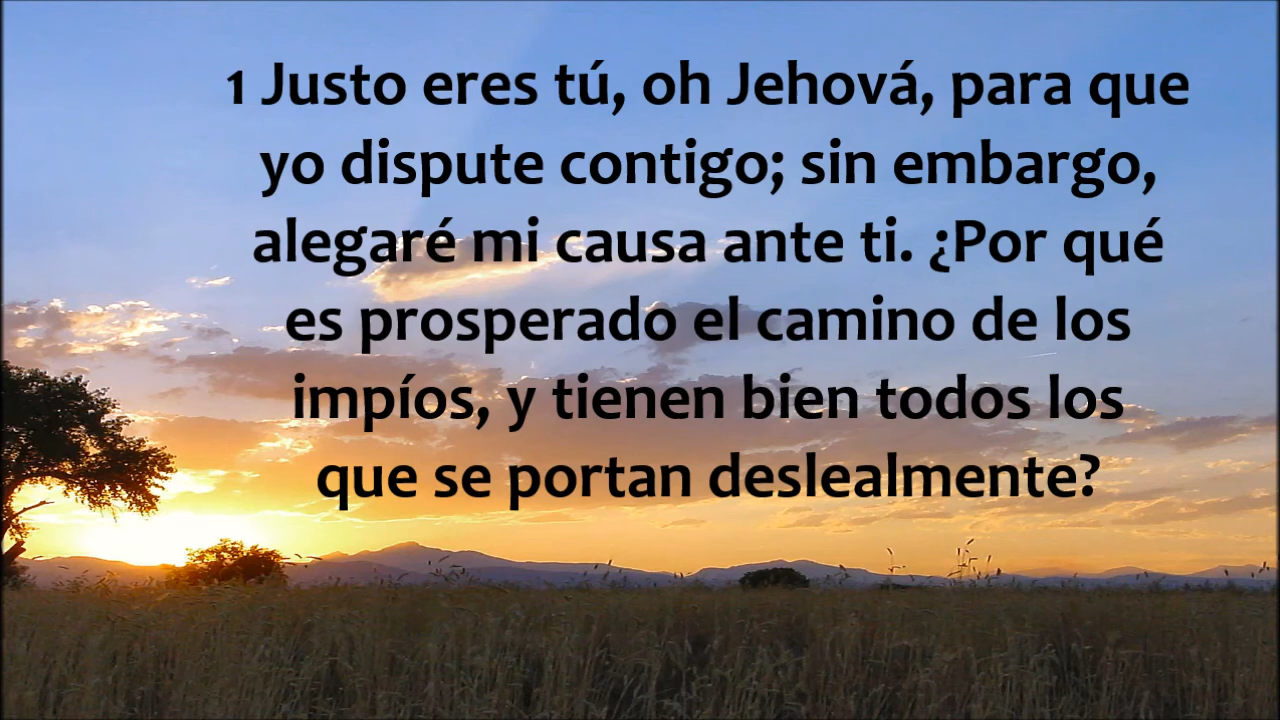 1 Justo eres tú, oh Jehová, para que
yo dispute contigo; sin embargo,
alegaré mi causa ante ti. ¿Por qué
es prosperado el camino de los
impíos, y tienen bien todos los
que se portan deslealmente?